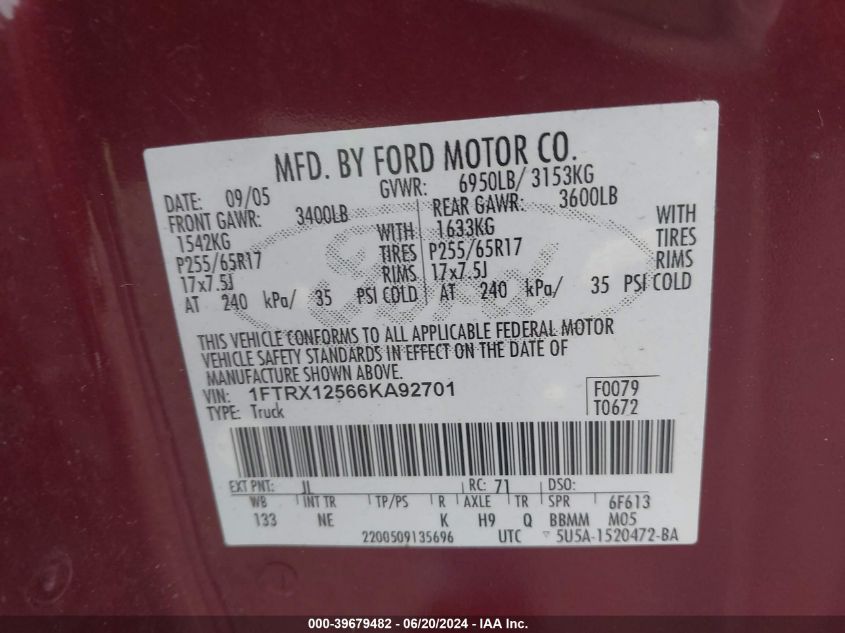 MFD. BY FORD MOTOR CO.
DATE: 09/05 GVWR: 6950LB/ 3153KG
FRONT GAWR: 3400LB REAR GAWR: 3600LB
1542KG WITH 1633KG WITH
P255/65R17 TIRES P255/65R17 TIRES
17x7.5J RIMS 17x7.5J RIMS
AT 240 kPa/ 35 PSI COLD AT 240 kPa/ 35 PSI COLD
Ford
THIS VEHICLE CONFORMS TO ALL APPLICABLE FEDERAL MOTOR
VEHICLE SAFETY STANDARDS IN EFFECT ON THE DATE OF
MANUFACTURE SHOWN ABOVE.
VIN: 1FTRX12566KA92701 F0079
TYPE: Truck T0672
EXT PNT: JL RC: 71 DSO:
WB INT TR TP/PS R AXLE TR SPR 6F613
133 NE K H9 Q BBMM M05
2200509135696 UTC ▽ 5U5A-1520472-BA
000-39679482 - 06/20/2024 - IAA Inc.